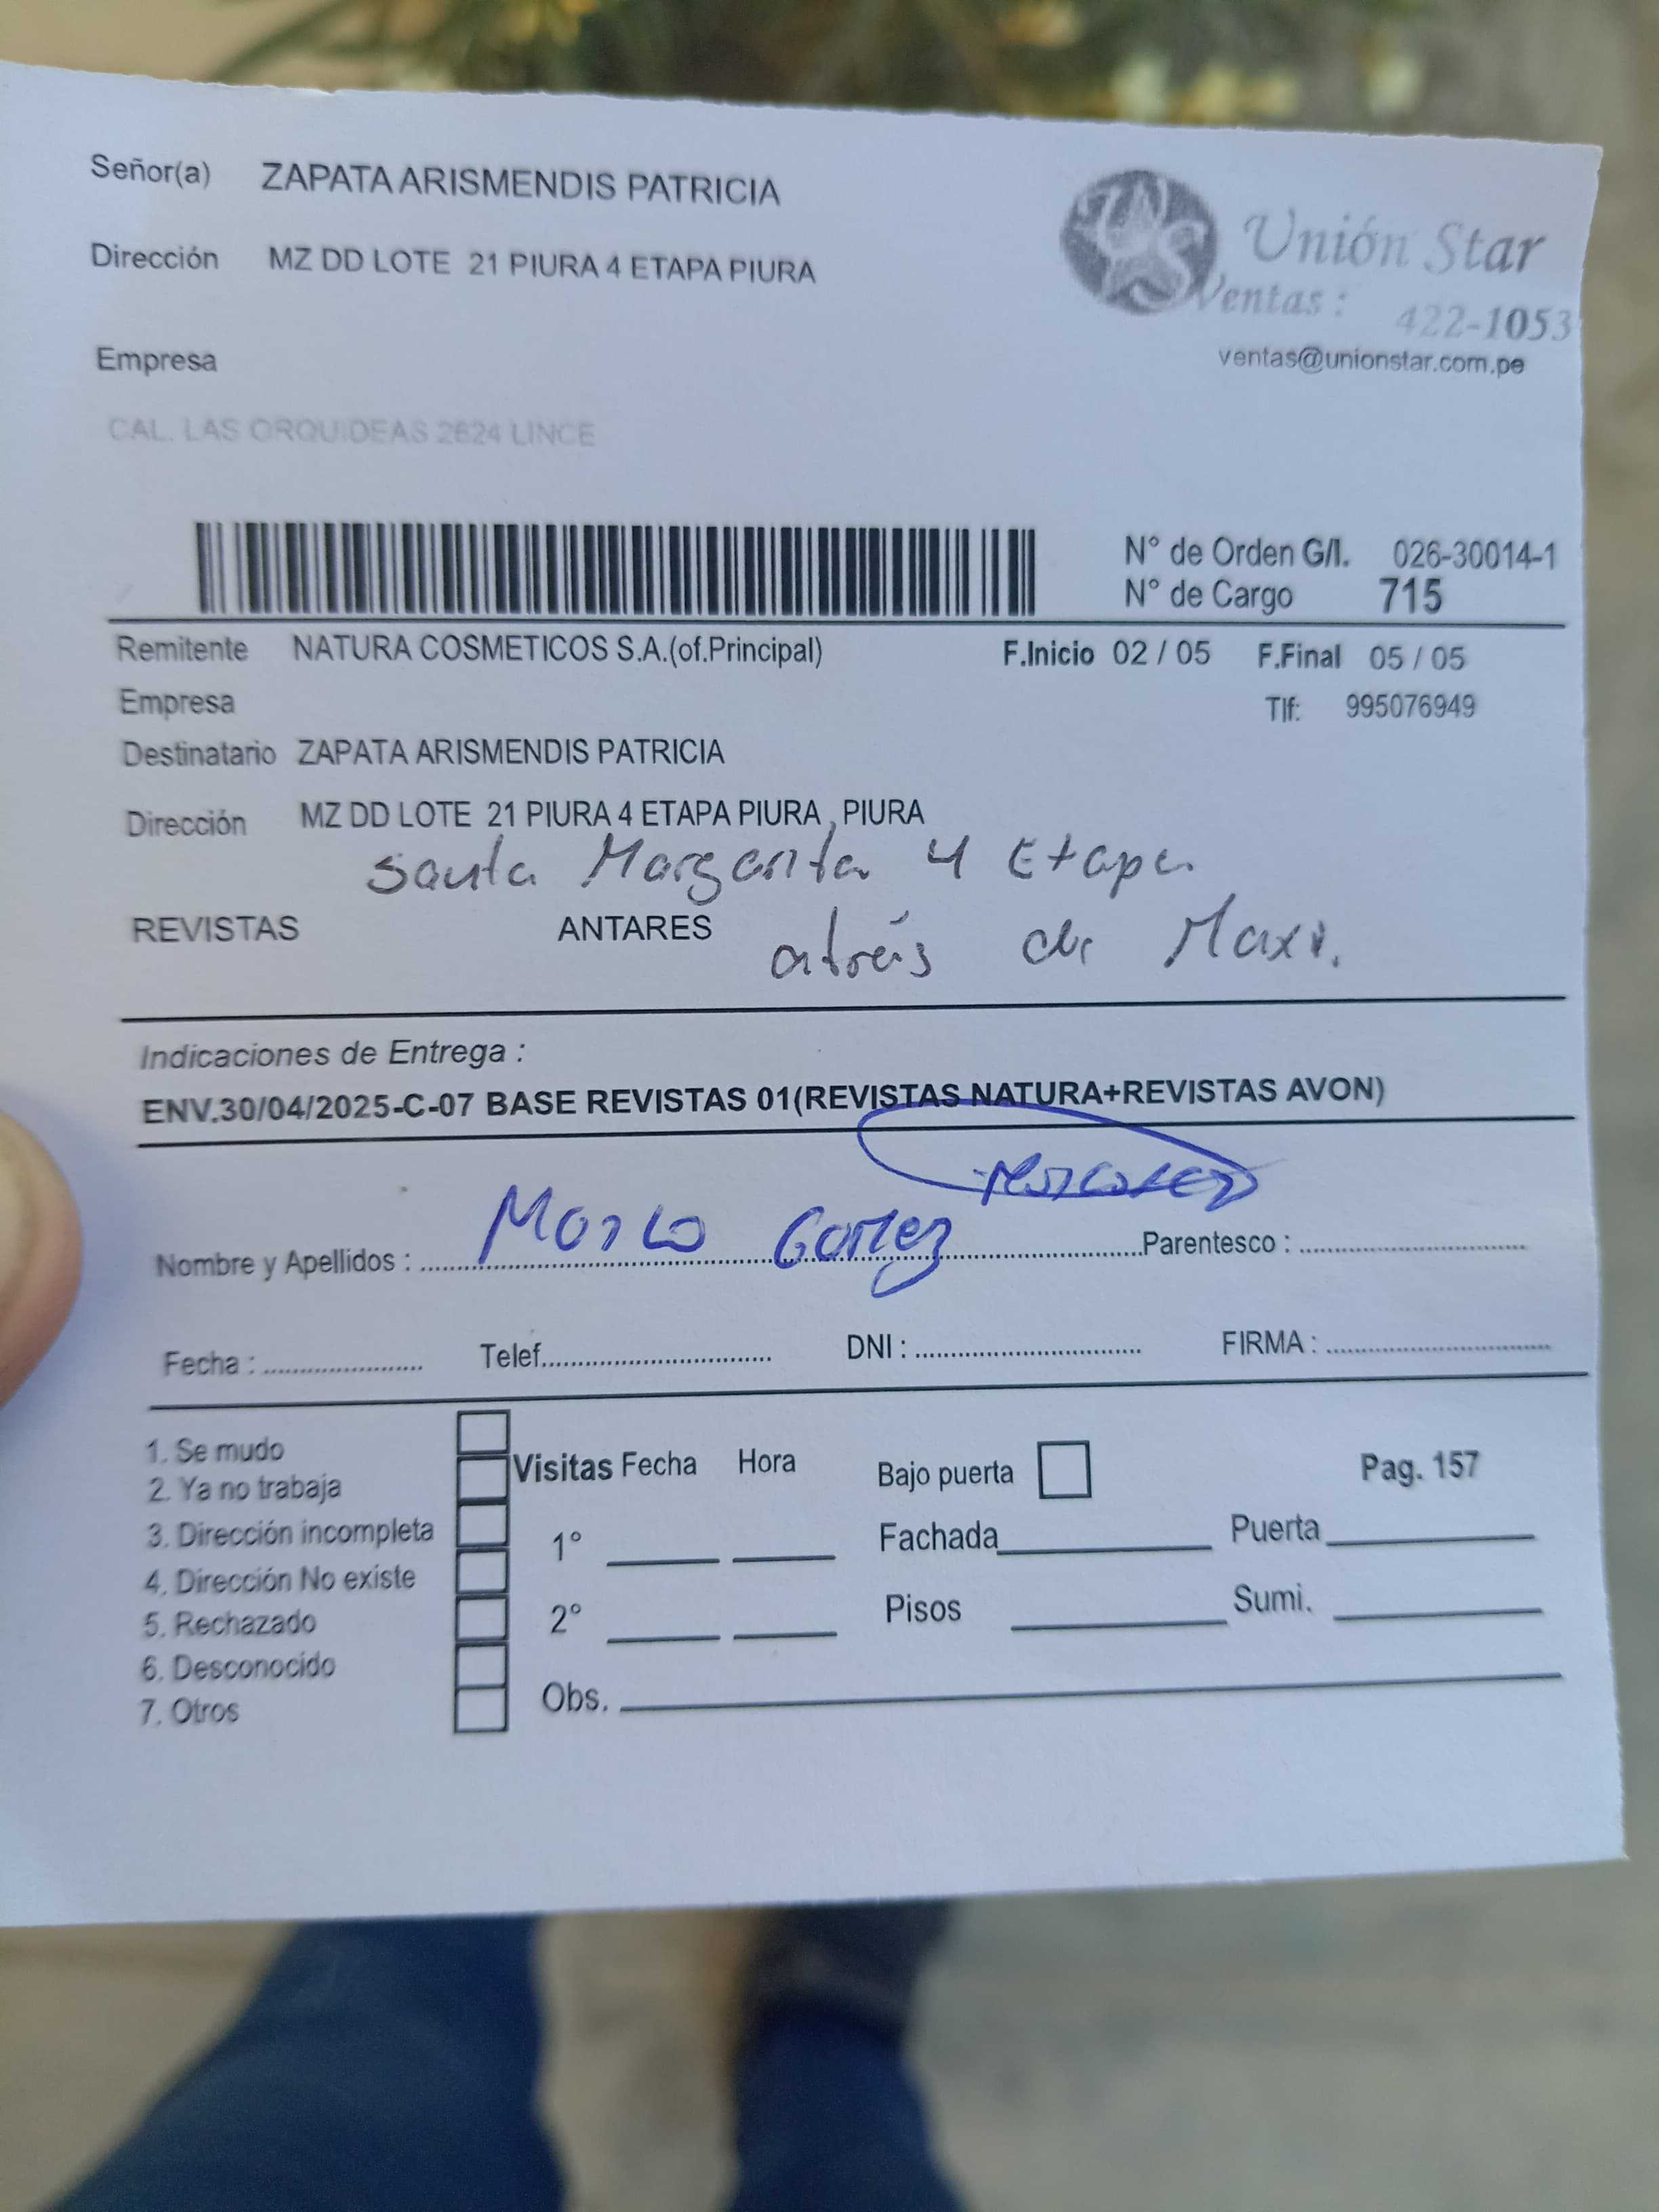 Señor(a) ZAPATA ARISMENDIS PATRICIA
Dirección MZ DD LOTE 21 PIURA 4 ETAPA PIURA
Unión Star
Ventas : 422-1053
ventas@unionstar.com.pe
Empresa
CAL. LAS ORQUIDEAS 2624 LINCE
N° de Orden G/I. 026-30014-1
N° de Cargo 715
Remitente NATURA COSMETICOS S.A.(of.Principal) F.Inicio 02 / 05 F.Final 05 / 05
Empresa Tlf: 995076949
Destinatario ZAPATA ARISMENDIS PATRICIA
Dirección MZ DD LOTE 21 PIURA 4 ETAPA PIURA , PIURA
Santa Margarita 4 Etapa
REVISTAS ANTARES atrás de Maxi.
Indicaciones de Entrega :
ENV.30/04/2025-C-07 BASE REVISTAS 01(REVISTAS NATURA+REVISTAS AVON)
Nombre y Apellidos : Marco Cortez Parentesco :
Fecha : Telef. DNI : FIRMA :
1. Se mudo
2. Ya no trabaja
3. Dirección incompleta
4. Dirección No existe
5. Rechazado
6. Desconocido
7. Otros
Visitas Fecha Hora
1°
2°
Obs.
Bajo puerta Pag. 157
Fachada Puerta
Pisos Sumi.